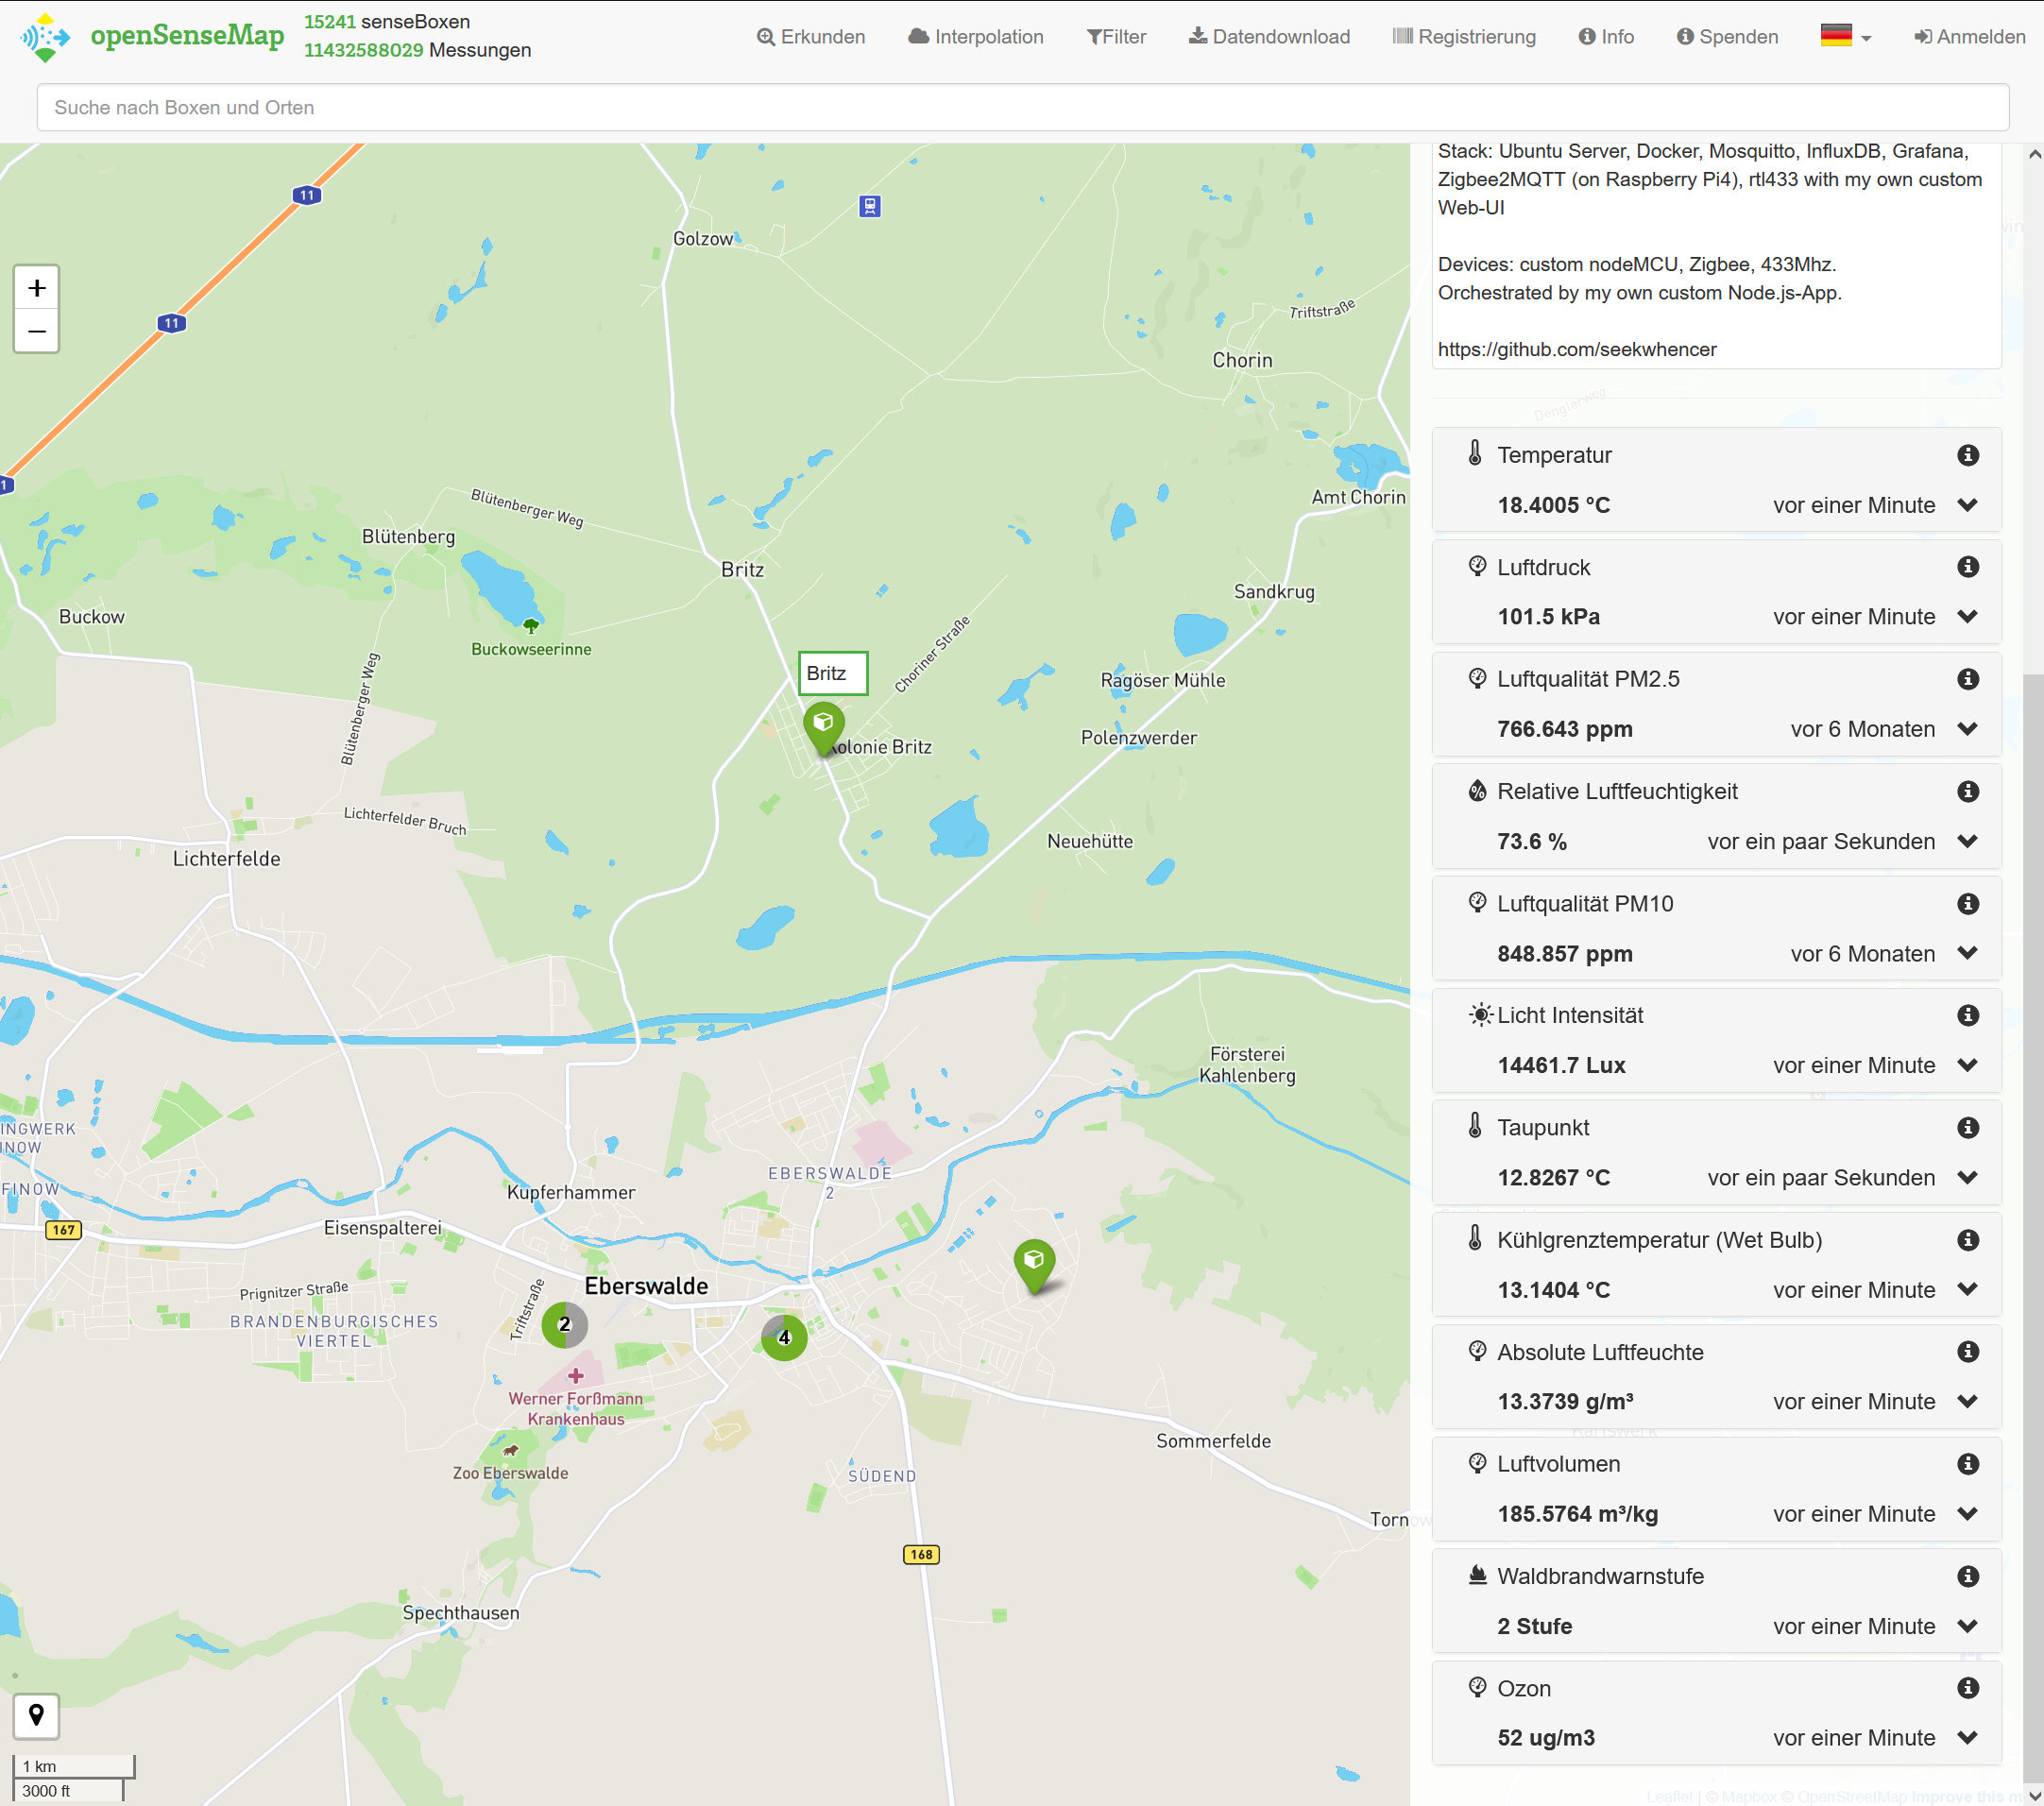 openSenseMap
15241 senseBoxen
11432588029 Messungen
Erkunden
Interpolation
Filter
Datendownload
Registrierung
Info
Spenden
Anmelden
Suche nach Boxen und Orten
Stack: Ubuntu Server, Docker, Mosquitto, InfluxDB, Grafana,
Zigbee2MQTT (on Raspberry Pi4), rtl433 with my own custom
Web-UI
Devices: custom nodeMCU, Zigbee, 433Mhz.
Orchestrated by my own custom Node.js-App.
https://github.com/seekwhencer
Denglerweg
Temperatur
18.4005 °C vor einer Minute
Luftdruck
101.5 kPa vor einer Minute
Luftqualität PM2.5
766.643 ppm vor 6 Monaten
Relative Luftfeuchtigkeit
73.6 % vor ein paar Sekunden
Luftqualität PM10
848.857 ppm vor 6 Monaten
Licht Intensität
14461.7 Lux vor einer Minute
Taupunkt
12.8267 °C vor ein paar Sekunden
Kühlgrenztemperatur (Wet Bulb)
13.1404 °C vor einer Minute
Absolute Luftfeuchte
13.3739 g/m³ vor einer Minute
Luftvolumen
185.5764 m³/kg vor einer Minute
Waldbrandwarnstufe
2 Stufe vor einer Minute
Ozon
52 ug/m3 vor einer Minute
+
−
11
11
1
Golzow
Triftstraße
Chorin
Amt Chorin
Blütenberger Weg
Blütenberg
Britz
Sandkrug
Buckow
Buckowseerinne
Choriner Straße
Blütenberger Weg
Britz
Ragöser Mühle
Kolonie Britz
Polenzwerder
Lichterfelder Bruch
Lichterfelde
Neuehütte
Försterei
Kahlenberg
INGWERK
INOW
FINOW
EBERSWALDE
2
Kupferhammer
Eisenspalterei
167
Eberswalde
Prignitzer Straße
Triftstraße
BRANDENBURGISCHES
VIERTEL
2
4
Werner Forßmann
Krankenhaus
Zoo Eberswalde
Sommerfelde
SÜDEND
Tornow
168
Spechthausen
1 km
3000 ft
Leaflet | © Mapbox © OpenStreetMap Improve this m